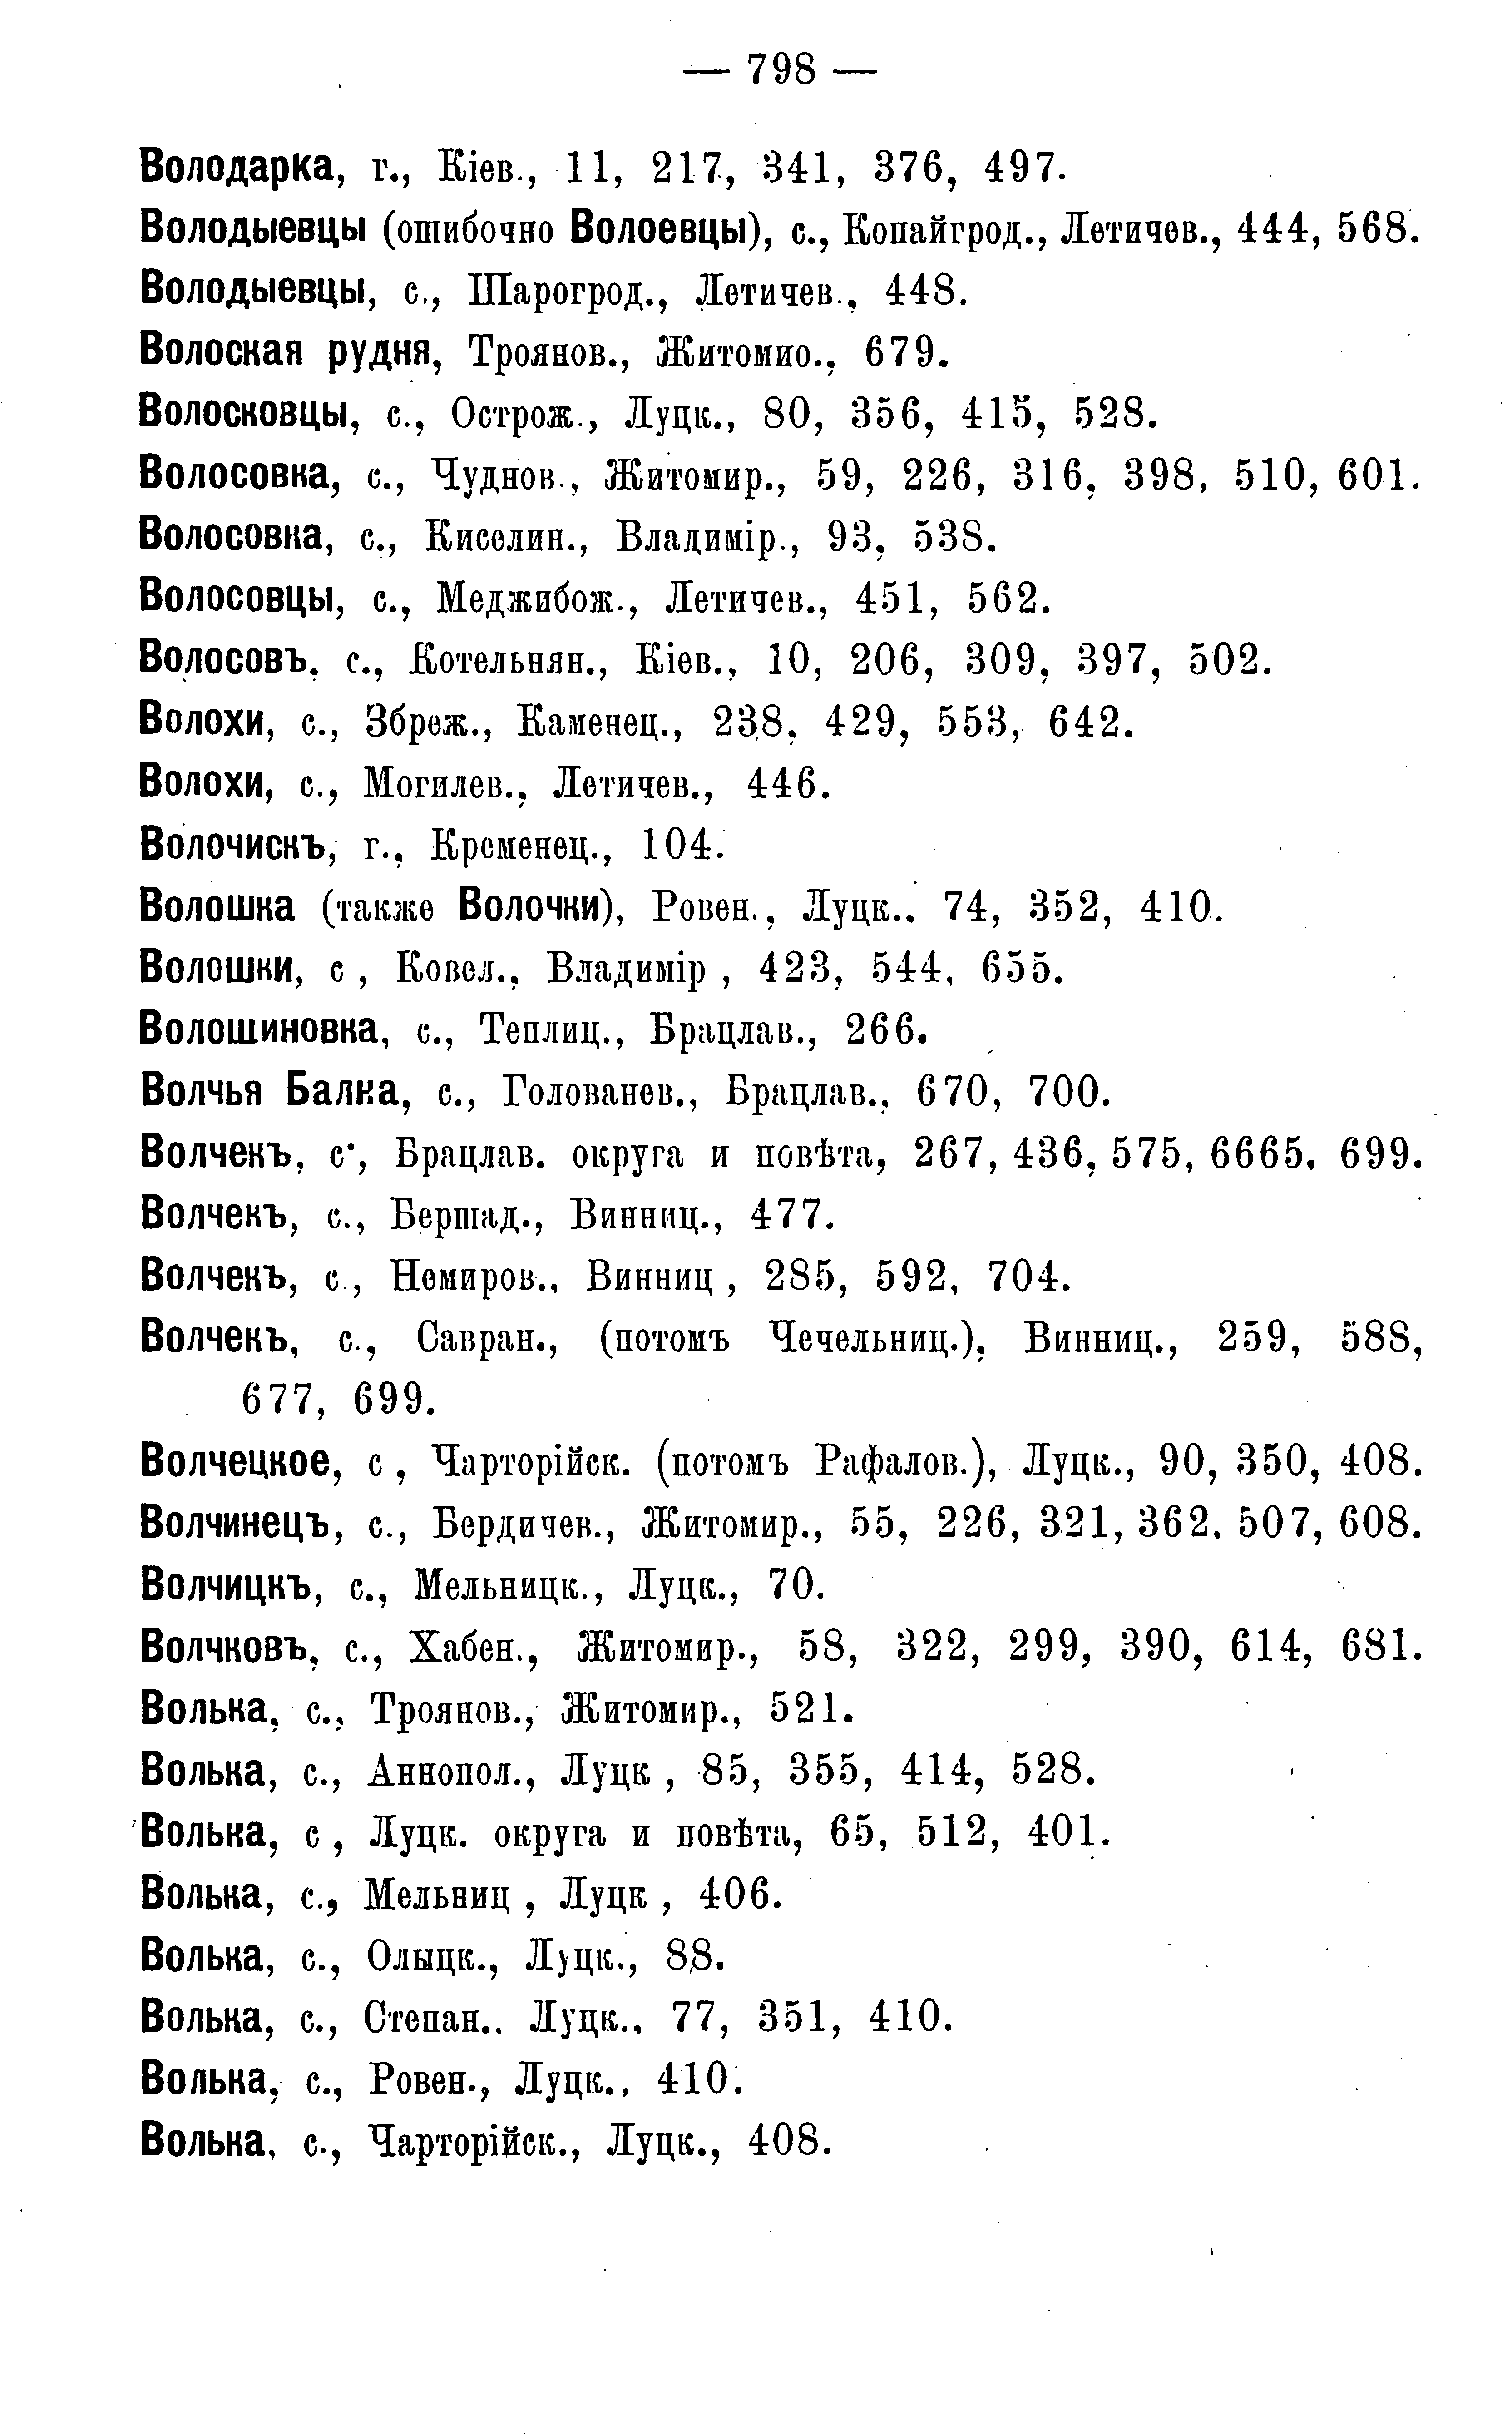 — 798 —
Володарка, г., Кіев., 11, 217, 341, 376, 497.
Володыевцы (ошибочно Волоевцы), с., Копайгрод., Летичев., 444, 568.
Володыевцы, с., Шарогрод., Летичев., 448.
Волоская рудня, Троянов., Житомио., 679.
Волосковцы, с., Острож., Луцк., 80, 356, 415, 528.
Волосовка, с., Чуднов., Житомир., 59, 226, 316, 398, 510, 601.
Волосовка, с., Киселин., Владимір., 93, 538.
Волосовцы, с., Меджибож., Летичев., 451, 562.
Волосовъ. с., Котельнян., Кіев., 10, 206, 309, 397, 502.
Волохи, с., Збреж., Каменец., 238, 429, 553, 642.
Волохи, с., Могилев., Летичев., 446.
Волочискъ, г., Кременец., 104.
Волошка (также Волочки), Ровен., Луцк.. 74, 352, 410.
Волошки, с , Ковел., Владимір , 423, 544, 655.
Волошиновка, с., Теплиц., Брацлав., 266.
Волчья Балка, с., Голованев., Брацлав., 670, 700.
Волчекъ, с·, Брацлав. округа и повѣта, 267, 436, 575, 6665, 699.
Волчекъ, с., Бершад., Винниц., 477.
Волчекъ, с., Немиров., Винниц , 285, 592, 704.
Волчекъ, с., Савран., (потомъ Чечельниц.), Винниц., 259, 588,
677, 699.
Волчецкое, с , Чарторійск. (потомъ Рафалов.), Луцк., 90, 350, 408.
Волчинецъ, с., Бердичев., Житомир., 55, 226, 321, 362, 507, 608.
Волчицкъ, с., Мельницк., Луцк., 70.
Волчковъ, с., Хабен., Житомир., 58, 322, 299, 390, 614, 681.
Волька, с., Троянов., Житомир., 521.
Волька, с., Аннопол., Луцк , 85, 355, 414, 528.
Волька, с , Луцк. округа и повѣта, 65, 512, 401.
Волька, с., Мельниц , Луцк , 406.
Волька, с., Олыцк., Луцк., 88.
Волька, с., Степан., Луцк., 77, 351, 410.
Волька, с., Ровен., Луцк., 410.
Волька, с., Чарторійск., Луцк., 408.